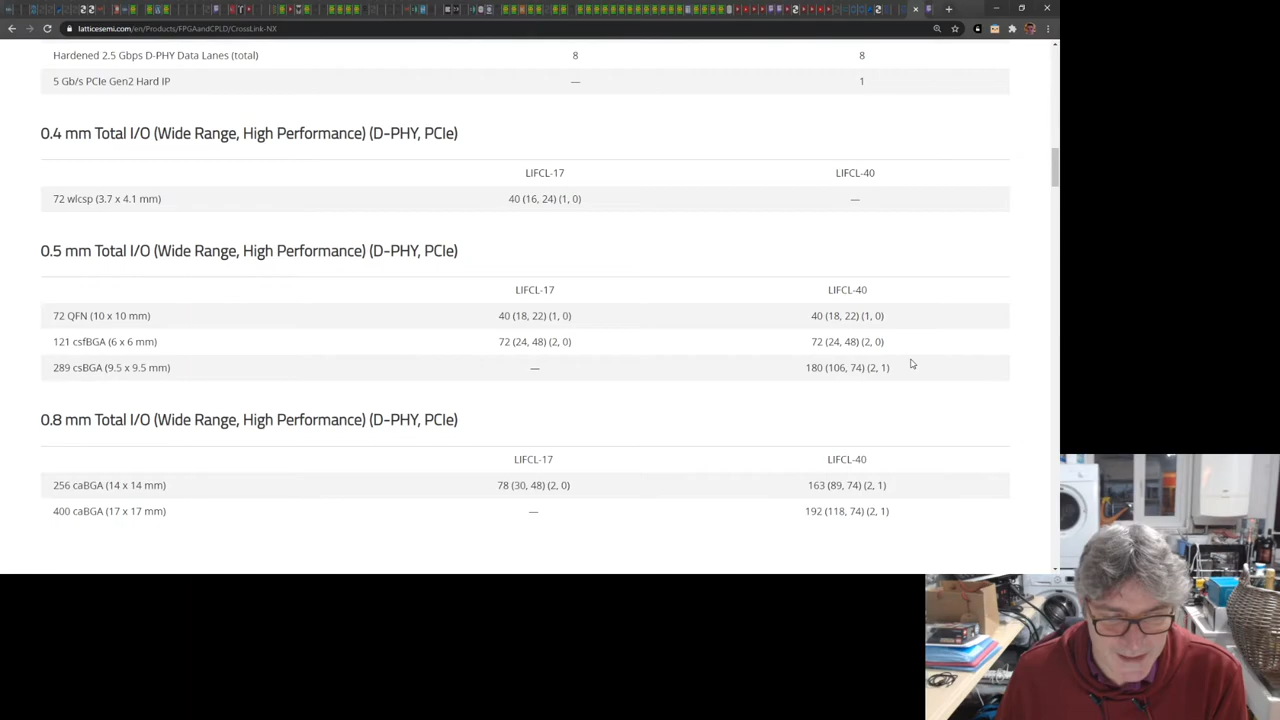 latticesemi.com/en/Products/FPGAandCPLD/CrossLink-NX
Hardened 2.5 Gbps D-PHY Data Lanes (total) 8 8
5 Gb/s PCIe Gen2 Hard IP — 1
0.4 mm Total I/O (Wide Range, High Performance) (D-PHY, PCIe)
LIFCL-17 LIFCL-40
72 wlcsp (3.7 x 4.1 mm) 40 (16, 24) (1, 0) —
0.5 mm Total I/O (Wide Range, High Performance) (D-PHY, PCIe)
LIFCL-17 LIFCL-40
72 QFN (10 x 10 mm) 40 (18, 22) (1, 0) 40 (18, 22) (1, 0)
121 csfBGA (6 x 6 mm) 72 (24, 48) (2, 0) 72 (24, 48) (2, 0)
289 csBGA (9.5 x 9.5 mm) — 180 (106, 74) (2, 1)
0.8 mm Total I/O (Wide Range, High Performance) (D-PHY, PCIe)
LIFCL-17 LIFCL-40
256 caBGA (14 x 14 mm) 78 (30, 48) (2, 0) 163 (89, 74) (2, 1)
400 caBGA (17 x 17 mm) — 192 (118, 74) (2, 1)